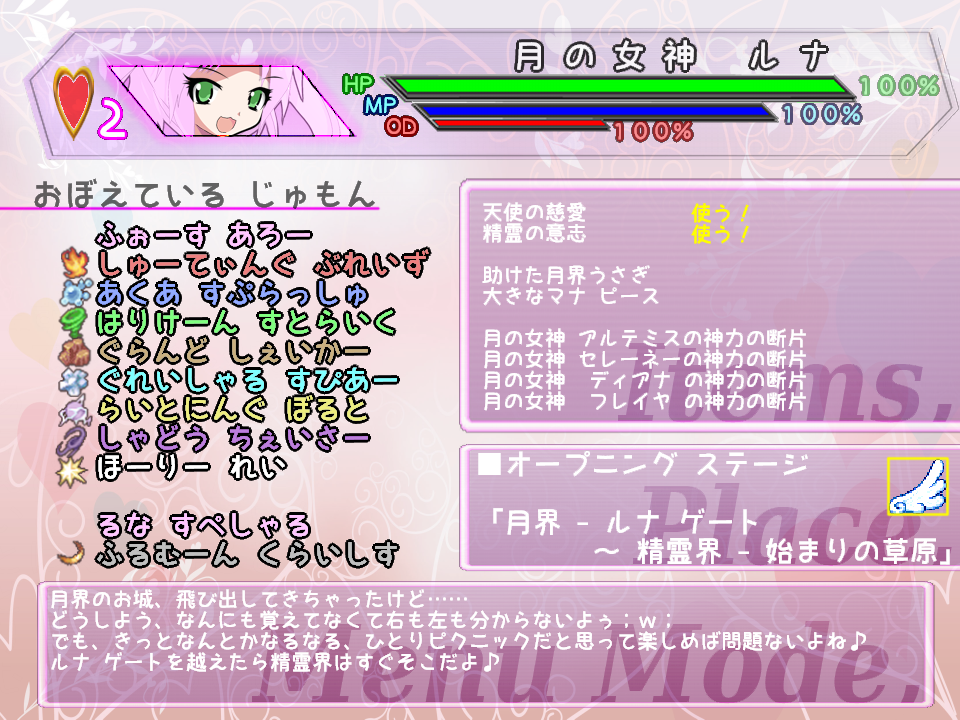 月の女神　ルナ
2
HP 100%
MP 100%
OD 100%
おぼえている じゅもん
ふぉーす あろー
しゅーてぃんぐ ぶれいず
あくあ すぷらっしゅ
はりけーん すとらいく
ぐらんど しぇいかー
ぐれいしゃる すぴあー
らいとにんぐ ぼると
しゃどう ちぇいさー
ほーりー れい
るな すぺしゃる
ふるむーん くらいしす
天使の慈愛 使う!
精霊の意志 使う!
助けた月界うさぎ
大きなマナ ピース
月の女神 アルテミスの神力の断片
月の女神 セレーネーの神力の断片
月の女神 ディアナ の神力の断片
月の女神 フレイヤ の神力の断片
Items,
■オープニング ステージ
「月界 - ルナ ゲート
～ 精霊界 - 始まりの草原」
Place,
月界のお城、飛び出してきちゃったけど……
どうしよう、なんにも覚えてなくて右も左も分からないよぅ；ｗ；
でも、きっとなんとかなるなる、ひとりピクニックだと思って楽しめば問題ないよね♪
ルナ ゲートを越えたら精霊界はすぐそこだよ♪
Menu Mode,